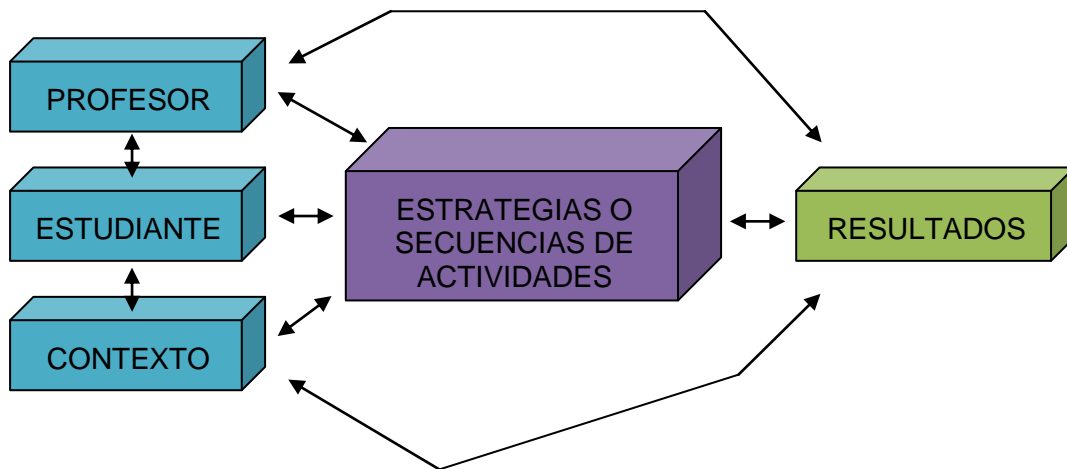 PROFESOR
ESTUDIANTE
CONTEXTO
ESTRATEGIAS O
SECUENCIAS DE
ACTIVIDADES
RESULTADOS